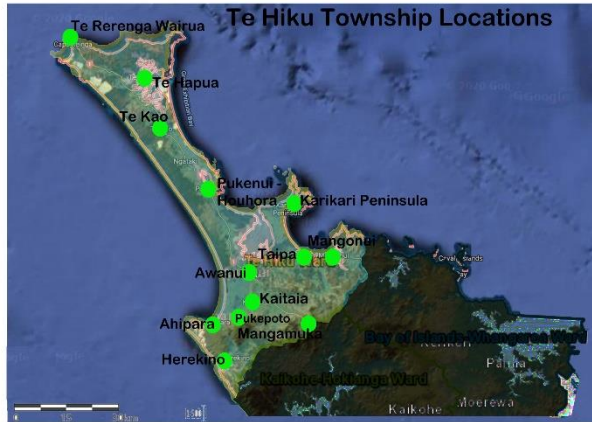 Te Hiku Township Locations
Te Rerenga Wairua
Te Hapua
Te Kao
Pukenui -
Houhora
Karikari Peninsula
Peninsula
Taipa
Mangonui
Awanui
Kaitaia
Pukepoto
Ahipara
Mangamuka
Herekino
Bay of Islands-Whangaroa Ward
Kaikohe-Hokianga Ward
Kaikohe
Moerewa